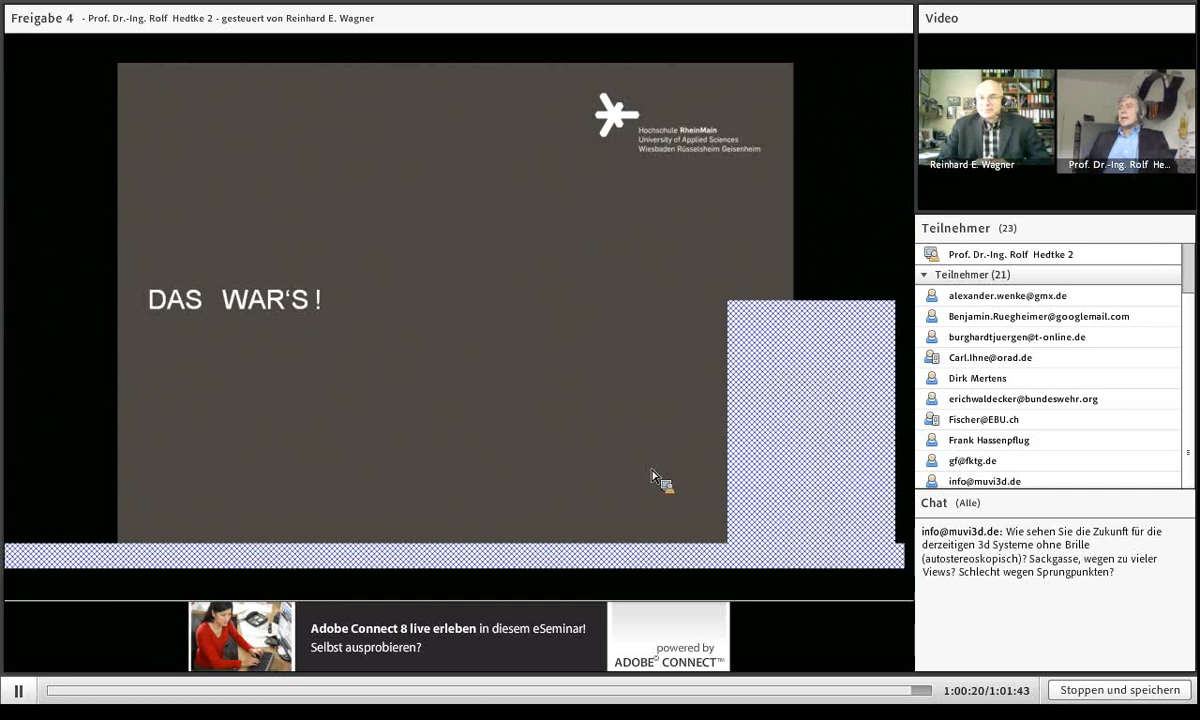 Freigabe 4 - Prof. Dr.-Ing. Rolf Hedtke 2 - gesteuert von Reinhard E. Wagner
Hochschule RheinMain
University of Applied Sciences
Wiesbaden Rüsselsheim Geisenheim
DAS WAR'S !
Adobe Connect 8 live erleben in diesem eSeminar!
Selbst ausprobieren?
powered by
ADOBE® CONNECT™
Video
Reinhard E. Wagner
Prof. Dr.-Ing. Rolf He...
Teilnehmer (23)
Prof. Dr.-Ing. Rolf Hedtke 2
Teilnehmer (21)
alexander.wenke@gmx.de
Benjamin.Ruegheimer@googlemail.com
burghardtjuergen@t-online.de
Carl.Ihne@orad.de
Dirk Mertens
erichwaldecker@bundeswehr.org
Fischer@EBU.ch
Frank Hassenpflug
gf@fktg.de
info@muvi3d.de
Chat (Alle)
info@muvi3d.de: Wie sehen Sie die Zukunft für die
derzeitigen 3d Systeme ohne Brille
(autostereoskopisch)? Sackgasse, wegen zu vieler
Views? Schlecht wegen Sprungpunkten?
1:00:20/1:01:43
Stoppen und speichern